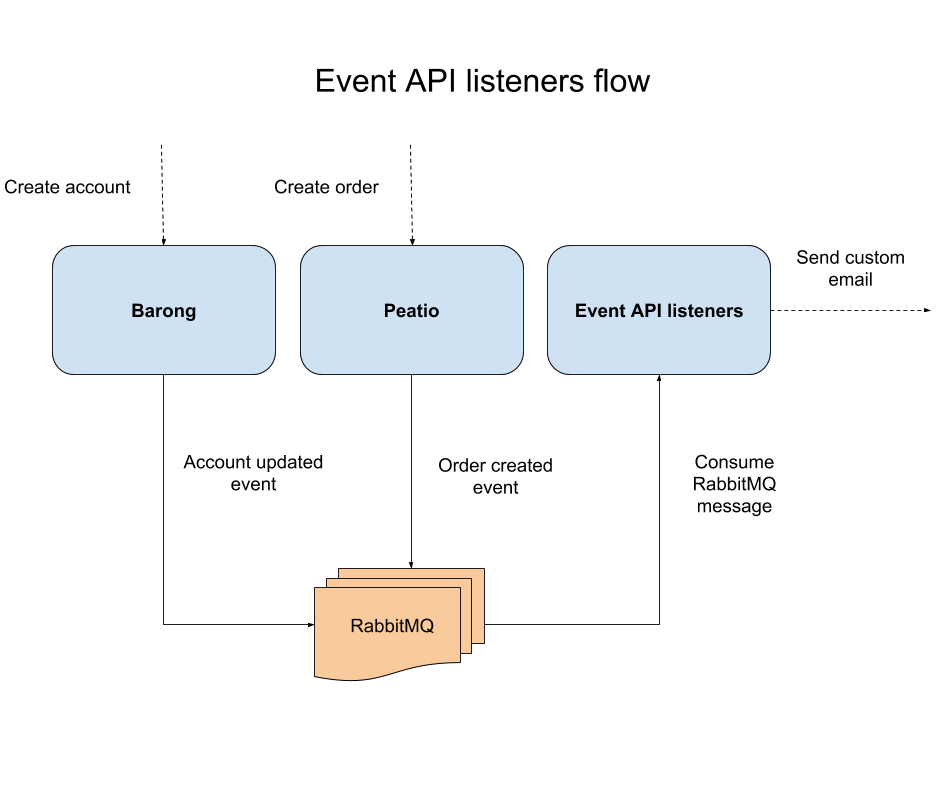 Event API listeners flow
Create account
Create order
Send custom
email
Barong
Peatio
Event API listeners
Account updated
event
Order created
event
Consume
RabbitMQ
message
RabbitMQ